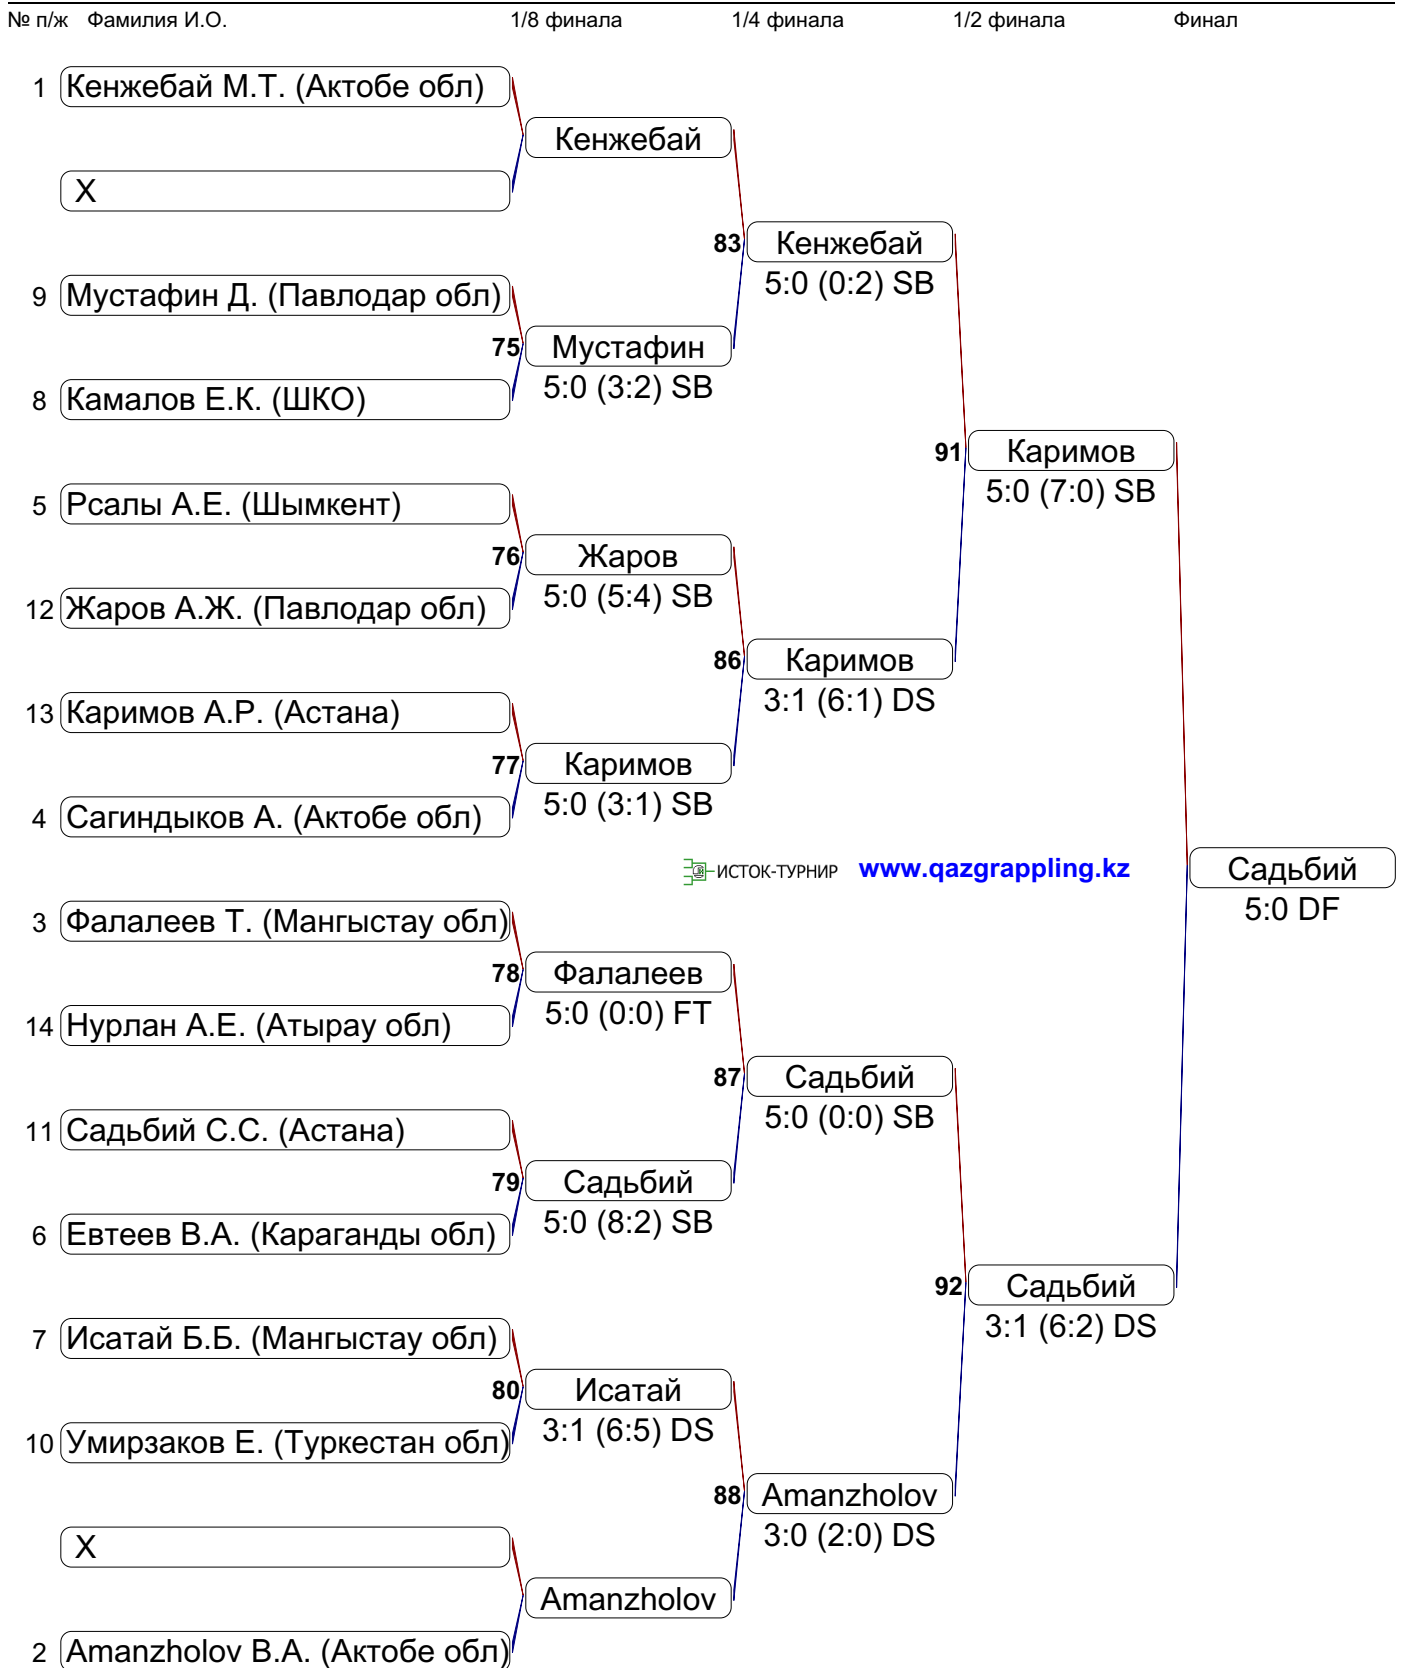 № п/ж Фамилия И.О. 1/8 финала 1/4 финала 1/2 финала Финал
1 Кенжебай М.Т. (Актобе обл)
Кенжебай
X
83 Кенжебай
5:0 (0:2) SB
9 Мустафин Д. (Павлодар обл)
75 Мустафин
5:0 (3:2) SB
8 Камалов Е.К. (ШКО)
91 Каримов
5:0 (7:0) SB
5 Рсалы А.Е. (Шымкент)
76 Жаров
5:0 (5:4) SB
12 Жаров А.Ж. (Павлодар обл)
86 Каримов
3:1 (6:1) DS
13 Каримов А.Р. (Астана)
77 Каримов
5:0 (3:1) SB
4 Сагиндыков А. (Актобе обл)
ИСТОК-ТУРНИР www.qazgrappling.kz
Садьбий
5:0 DF
3 Фалалеев Т. (Мангыстау обл)
78 Фалалеев
5:0 (0:0) FT
14 Нурлан А.Е. (Атырау обл)
87 Садьбий
5:0 (0:0) SB
11 Садьбий С.С. (Астана)
79 Садьбий
5:0 (8:2) SB
6 Евтеев В.А. (Караганды обл)
92 Садьбий
3:1 (6:2) DS
7 Исатай Б.Б. (Мангыстау обл)
80 Исатай
3:1 (6:5) DS
10 Умирзаков Е. (Туркестан обл)
88 Amanzholov
3:0 (2:0) DS
X
Amanzholov
2 Amanzholov В.А. (Актобе обл)